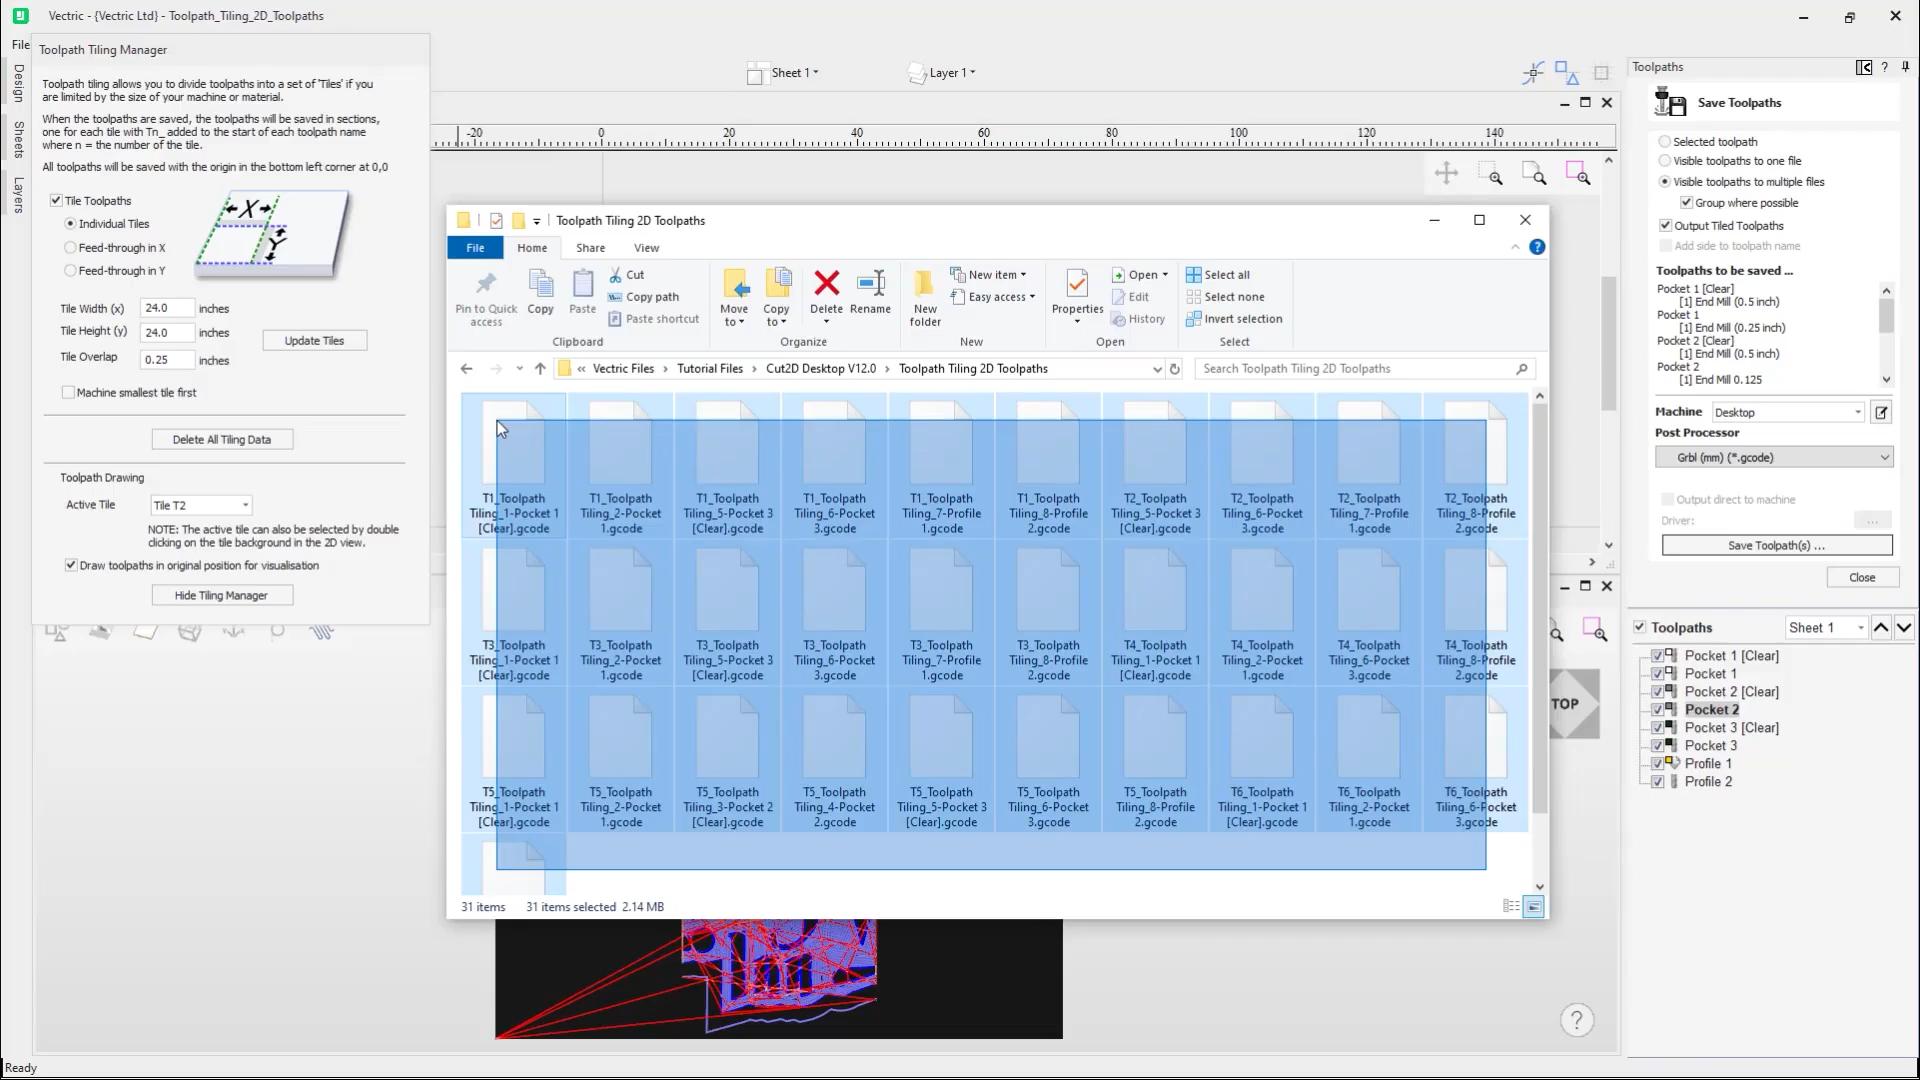 Vectric - {Vectric Ltd} - Toolpath_Tiling_2D_Toolpaths
File
Design
Sheets
Layers
Toolpath Tiling Manager
Toolpath tiling allows you to divide toolpaths into a set of 'Tiles' if you
are limited by the size of your machine or material.
When the toolpaths are saved, the toolpaths will be saved in sections,
one for each tile with Tn_ added to the start of each toolpath name
where n = the number of the tile.
All toolpaths will be saved with the origin in the bottom left corner at 0,0
Tile Toolpaths
Individual Tiles
Feed-through in X
Feed-through in Y
X
Y
Tile Width (x) 24.0 inches
Tile Height (y) 24.0 inches
Tile Overlap 0.25 inches
Update Tiles
Machine smallest tile first
Delete All Tiling Data
Toolpath Drawing
Active Tile Tile T2
NOTE: The active tile can also be selected by double
clicking on the tile background in the 2D view.
Draw toolpaths in original position for visualisation
Hide Tiling Manager
Sheet 1 Layer 1
-20 0 20 40 60 80 100 120 140
Toolpath Tiling 2D Toolpaths
File Home Share View
Pin to Quick
access
Copy
Paste
Cut
Copy path
Paste shortcut
Clipboard
Move
to
Copy
to
Delete
Rename
Organize
New
folder
New item
Easy access
New
Properties
Open
Edit
History
Open
Select all
Select none
Invert selection
Select
« Vectric Files > Tutorial Files > Cut2D Desktop V12.0 > Toolpath Tiling 2D Toolpaths
Search Toolpath Tiling 2D Toolpaths
T1_Toolpath Tiling_1-Pocket 1 [Clear].gcode
T1_Toolpath Tiling_2-Pocket 1.gcode
T1_Toolpath Tiling_5-Pocket 3 [Clear].gcode
T1_Toolpath Tiling_6-Pocket 3.gcode
T1_Toolpath Tiling_7-Profile 1.gcode
T1_Toolpath Tiling_8-Profile 2.gcode
T2_Toolpath Tiling_5-Pocket 3 [Clear].gcode
T2_Toolpath Tiling_6-Pocket 3.gcode
T2_Toolpath Tiling_7-Profile 1.gcode
T2_Toolpath Tiling_8-Profile 2.gcode
T3_Toolpath Tiling_1-Pocket 1 [Clear].gcode
T3_Toolpath Tiling_2-Pocket 1.gcode
T3_Toolpath Tiling_5-Pocket 3 [Clear].gcode
T3_Toolpath Tiling_6-Pocket 3.gcode
T3_Toolpath Tiling_7-Profile 1.gcode
T3_Toolpath Tiling_8-Profile 2.gcode
T4_Toolpath Tiling_1-Pocket 1 [Clear].gcode
T4_Toolpath Tiling_2-Pocket 1.gcode
T4_Toolpath Tiling_6-Pocket 3.gcode
T4_Toolpath Tiling_8-Profile 2.gcode
T5_Toolpath Tiling_1-Pocket 1 [Clear].gcode
T5_Toolpath Tiling_2-Pocket 1.gcode
T5_Toolpath Tiling_3-Pocket 2 [Clear].gcode
T5_Toolpath Tiling_4-Pocket 2.gcode
T5_Toolpath Tiling_5-Pocket 3 [Clear].gcode
T5_Toolpath Tiling_6-Pocket 3.gcode
T5_Toolpath Tiling_8-Profile 2.gcode
T6_Toolpath Tiling_1-Pocket 1 [Clear].gcode
T6_Toolpath Tiling_2-Pocket 1.gcode
T6_Toolpath Tiling_6-Pocket 3.gcode
31 items 31 items selected 2.14 MB
TOP
Toolpaths
Save Toolpaths
Selected toolpath
Visible toolpaths to one file
Visible toolpaths to multiple files
Group where possible
Output Tiled Toolpaths
Add side to toolpath name
Toolpaths to be saved ...
Pocket 1 [Clear]
[1] End Mill (0.5 inch)
Pocket 1
[1] End Mill (0.25 inch)
Pocket 2 [Clear]
[1] End Mill (0.5 inch)
Pocket 2
[1] End Mill 0.125
Machine Desktop
Post Processor
Grbl (mm) (*.gcode)
Output direct to machine
Driver: ...
Save Toolpath(s) ...
Close
Toolpaths Sheet 1
Pocket 1 [Clear]
Pocket 1
Pocket 2 [Clear]
Pocket 2
Pocket 3 [Clear]
Pocket 3
Profile 1
Profile 2
Ready